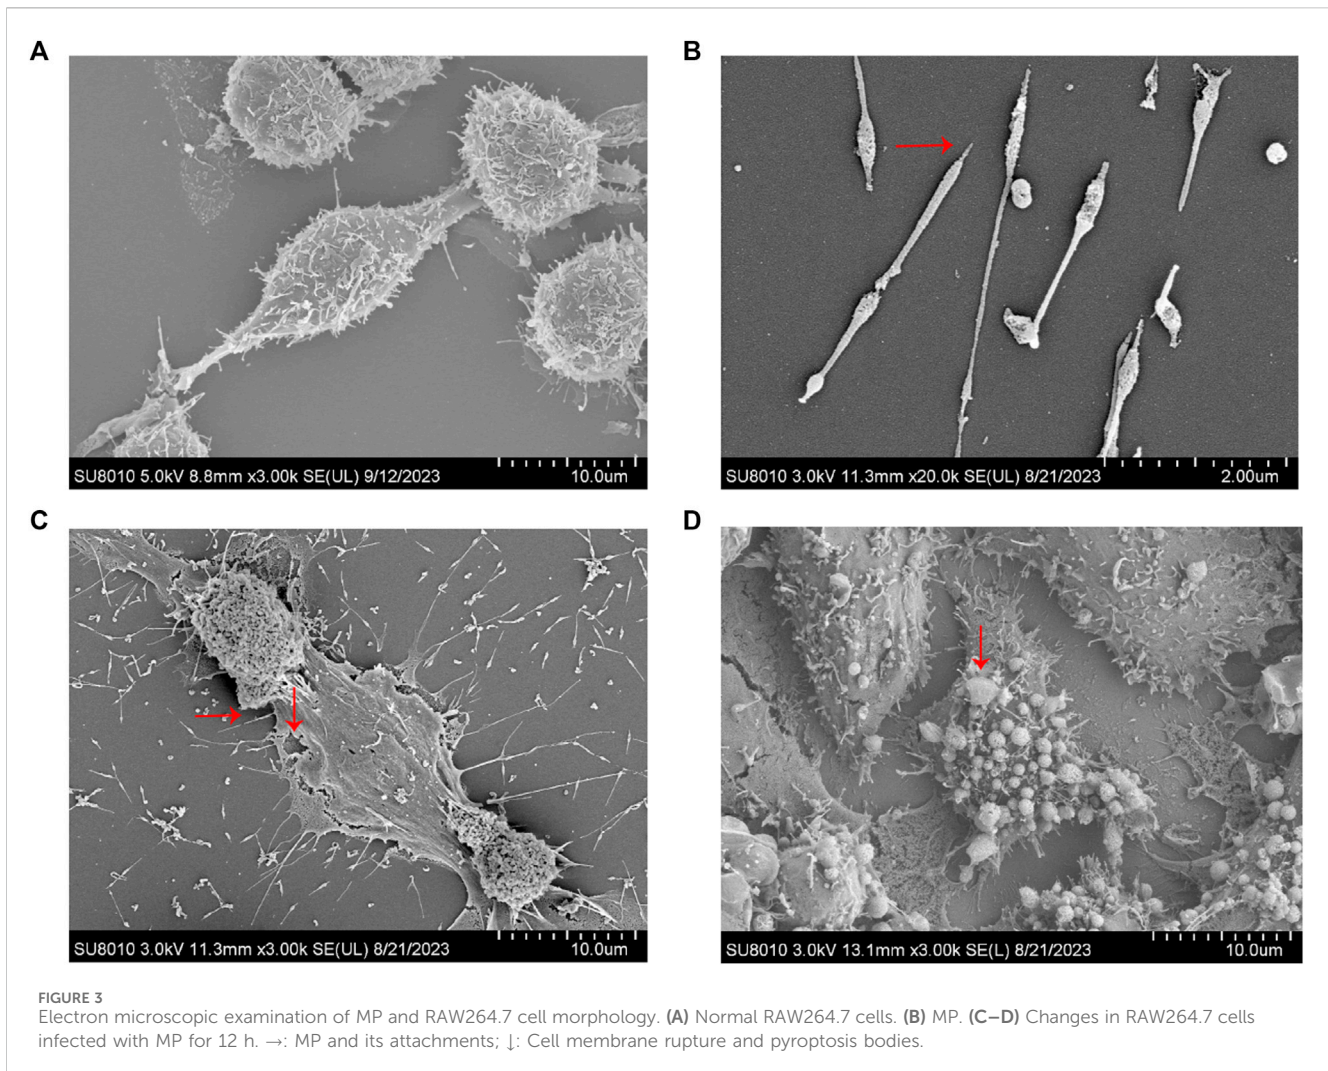 A
B
SU8010 5.0kV 8.8mm x3.00k SE(UL) 9/12/2023 10.0um
SU8010 3.0kV 11.3mm x20.0k SE(UL) 8/21/2023 2.00um
C
D
SU8010 3.0kV 11.3mm x3.00k SE(UL) 8/21/2023 10.0um
SU8010 3.0kV 13.1mm x3.00k SE(L) 8/21/2023 10.0um
FIGURE 3
Electron microscopic examination of MP and RAW264.7 cell morphology. (A) Normal RAW264.7 cells. (B) MP. (C–D) Changes in RAW264.7 cells
infected with MP for 12 h. →: MP and its attachments; ↓: Cell membrane rupture and pyroptosis bodies.